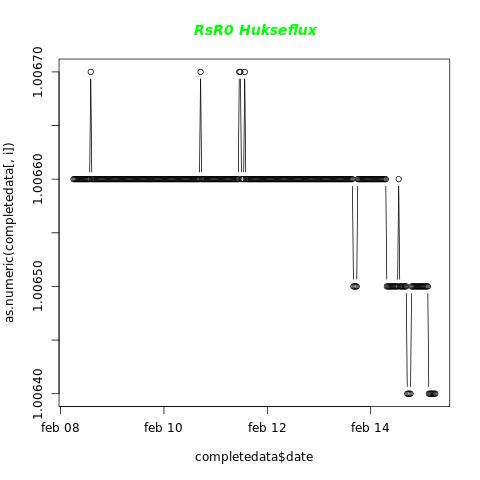 RsR0 Hukseflux
1.00670
1.00660
1.00650
1.00640
as.numeric(completedata[, i])
feb 08
feb 10
feb 12
feb 14
completedata$date